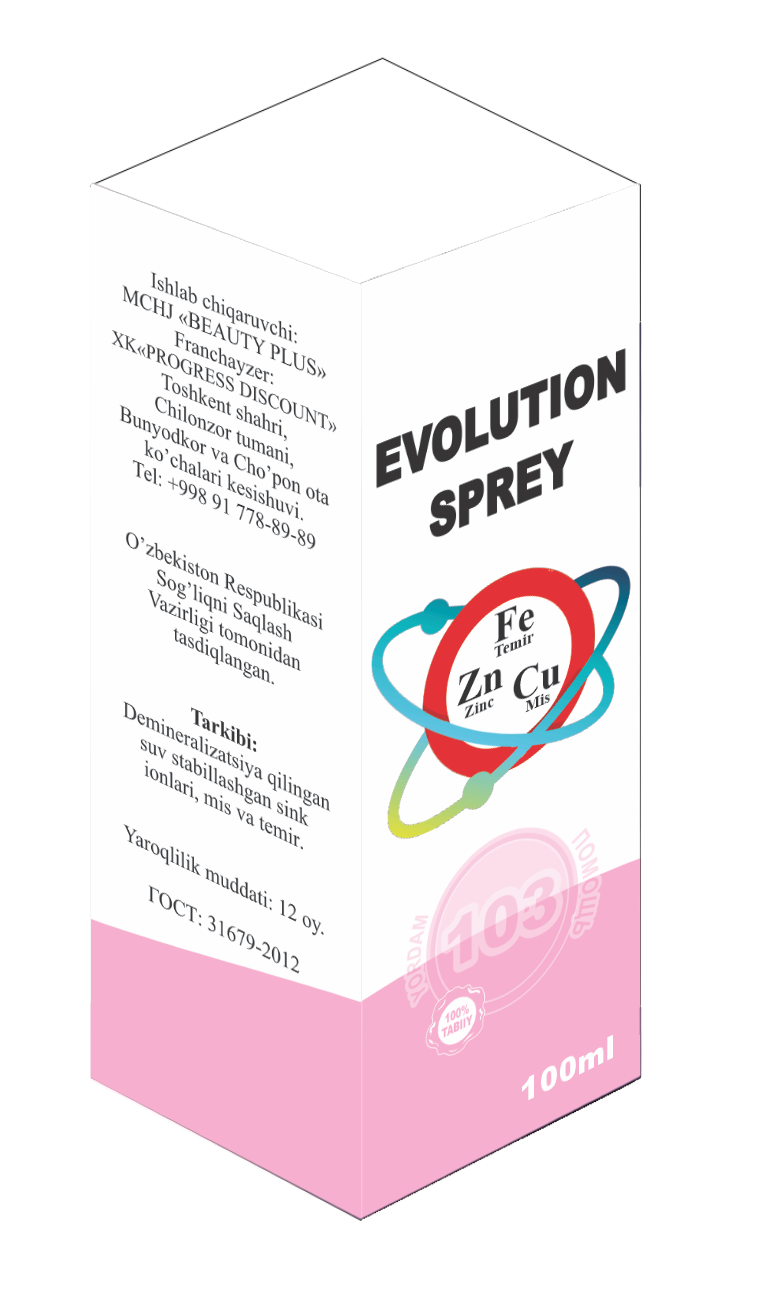 Ishlab chiqaruvchi:
MCHJ «BEAUTY PLUS»
Franchayzer:
XK«PROGRESS DISCOUNT»
Toshkent shahri,
Chilonzor tumani,
Bunyodkor va Cho'pon ota
ko'chalari kesishuvi.
Tel: +998 91 778-89-89
O'zbekiston Respublikasi
Sog'liqni Saqlash
Vazirligi tomonidan
tasdiqlangan.
Tarkibi:
Demineralizatsiya qilingan
suv stabillashgan sink
ionlari, mis va temir.
Yaroqlilik muddati: 12 oy.
ГОСТ: 31679-2012
EVOLUTION
SPREY
Fe
Temir
Zn
Zinc
Cu
Mis
YORDAM
103
ПОМОЩЬ
100%
TABIIY
100ml